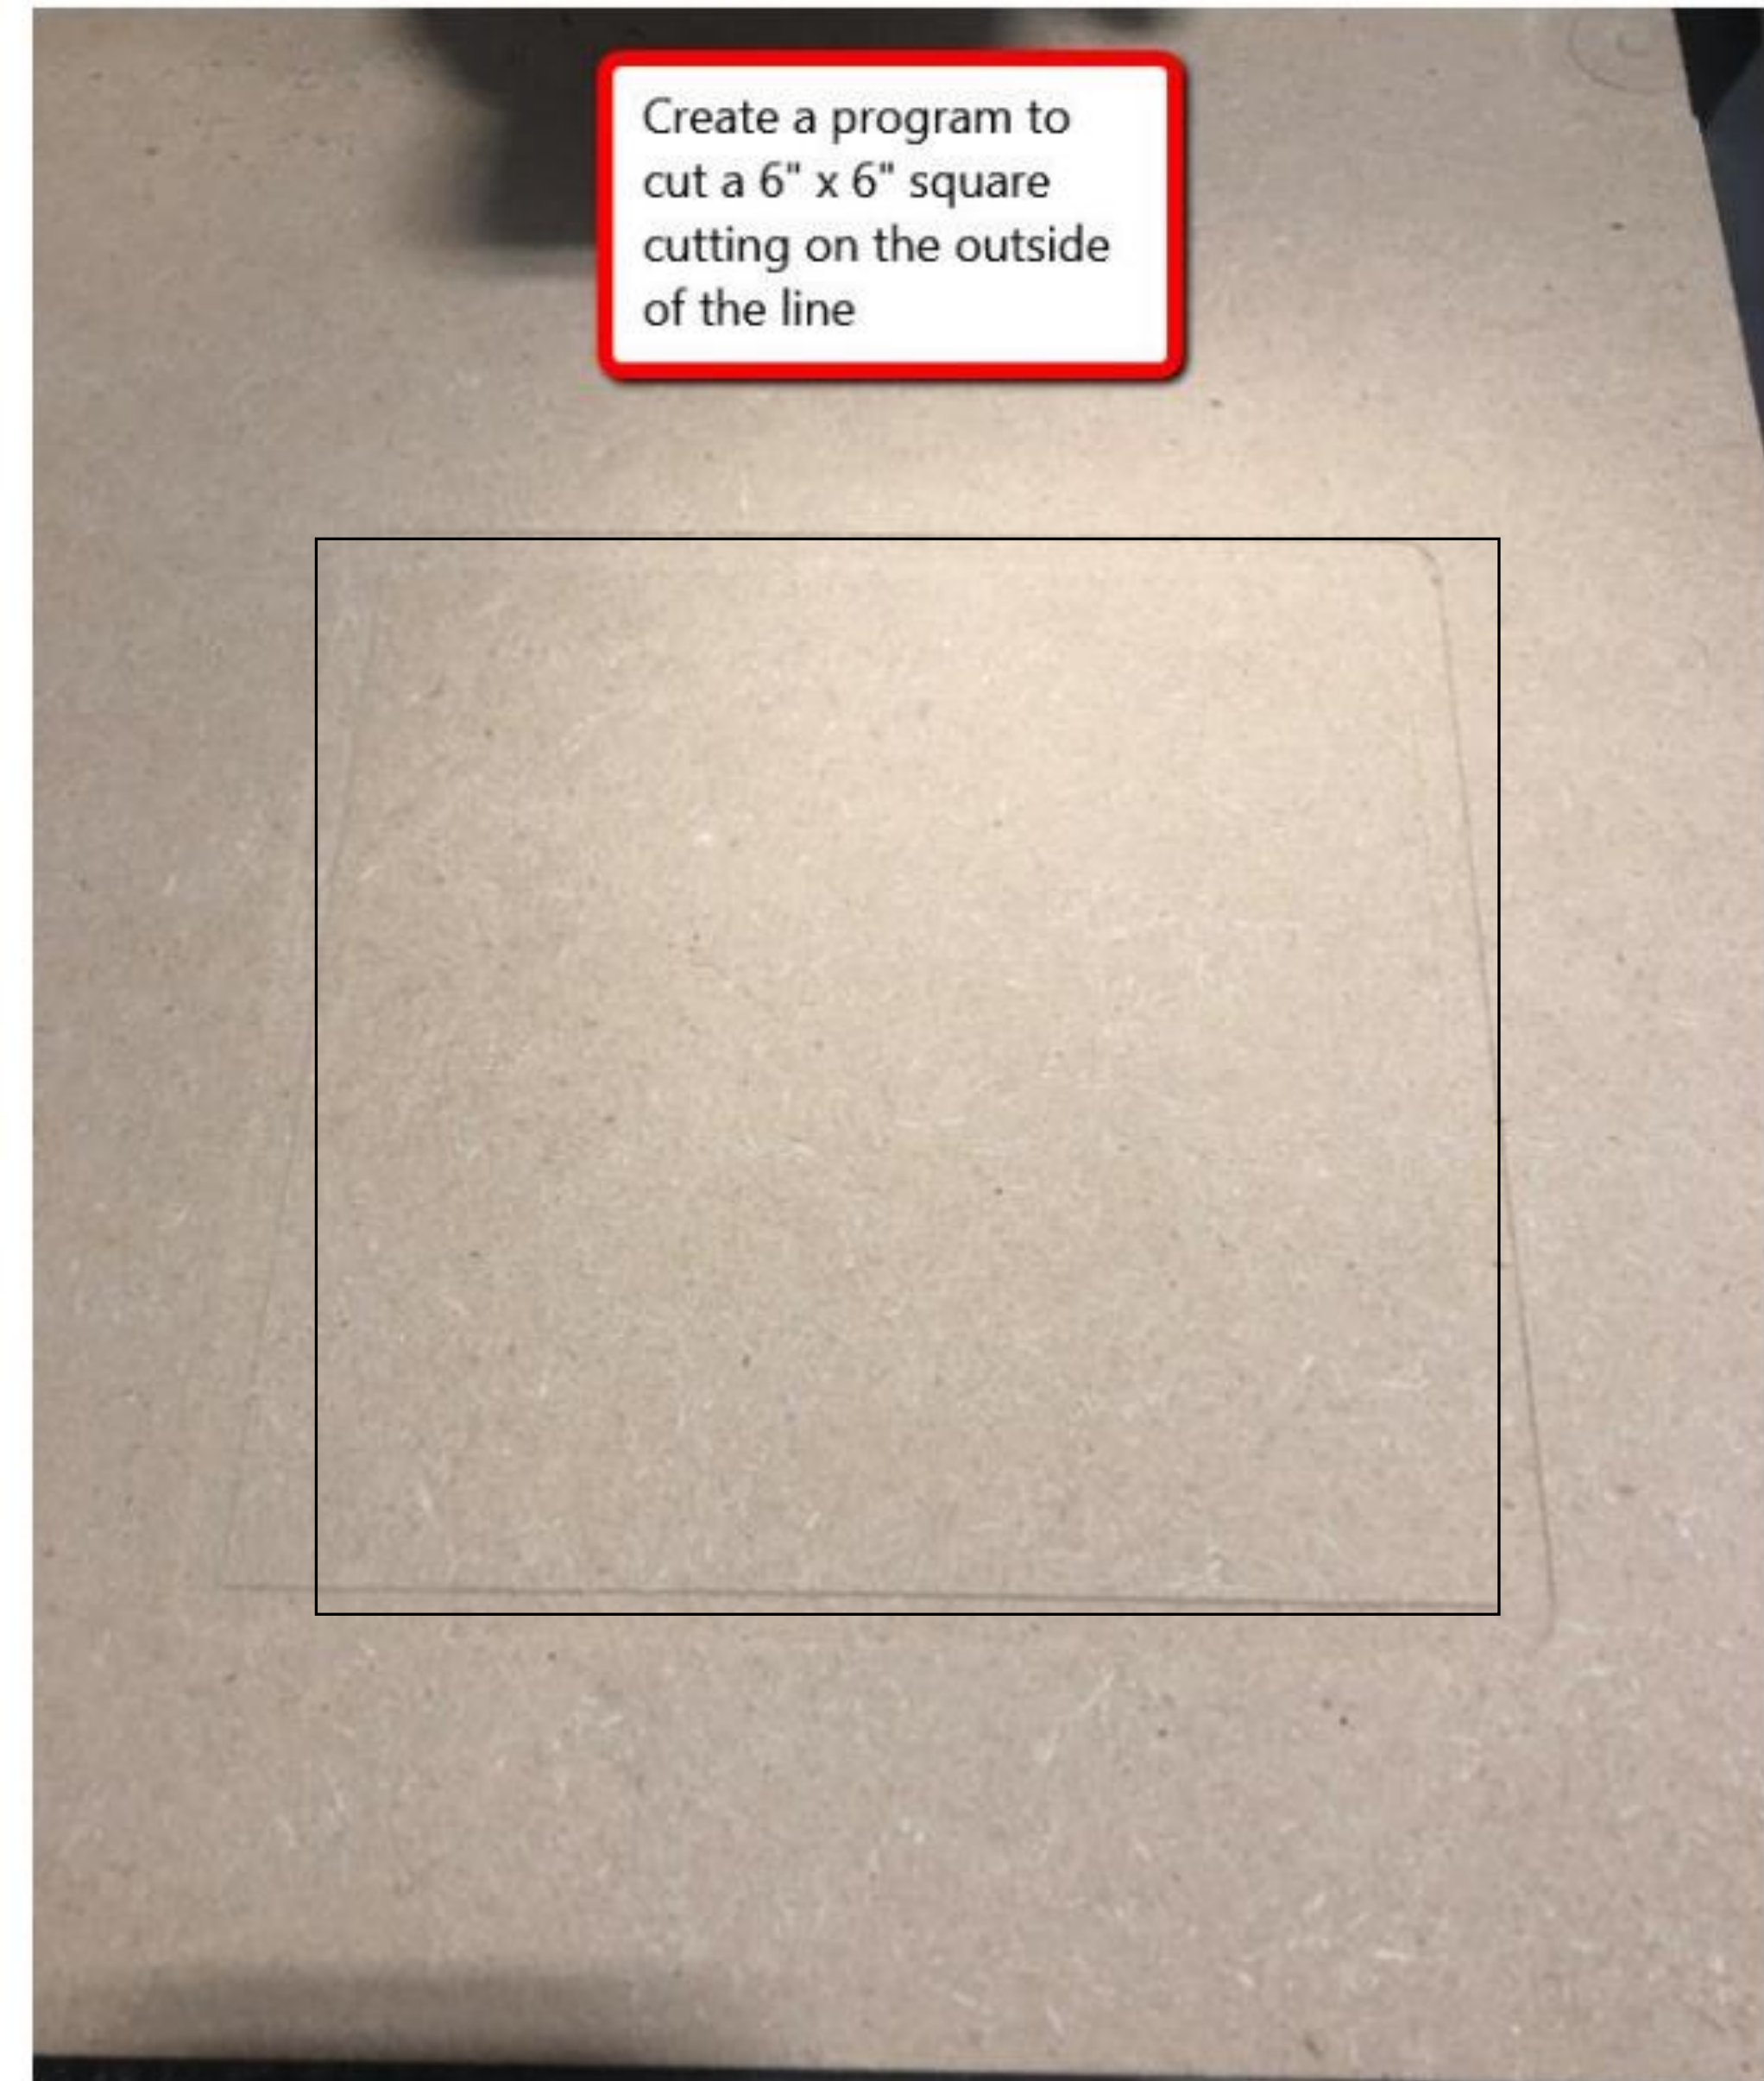 Create a program to
cut a 6" x 6" square
cutting on the outside
of the line